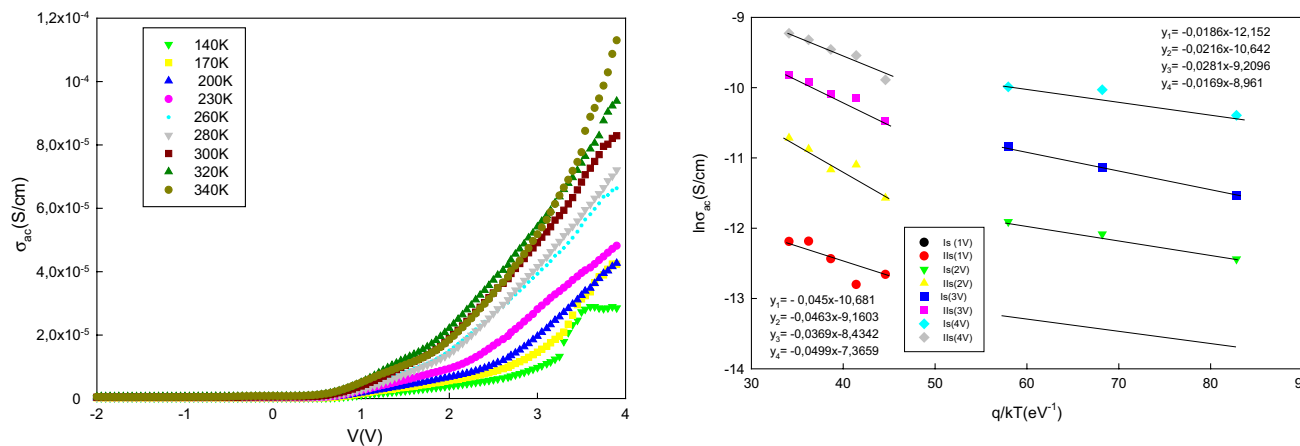 1,2x10⁻⁴
10⁻⁴
8,0x10⁻⁵
6,0x10⁻⁵
4,0x10⁻⁵
2,0x10⁻⁵
0
σac(S/cm)
140K
170K
200K
230K
260K
280K
300K
320K
340K
-2 -1 0 1 2 3 4
V(V)
-9
-10
-11
-12
-13
-14
lnσac(S/cm)
y₁= -0,0186x-12,152
y₂= -0,0216x-10,642
y₃= -0,0281x-9,2096
y₄= -0,0169x-8,961
Is (1V)
IIs(1V)
Is(2V)
IIs(2V)
Is(3V)
IIs(3V)
Is(4V)
IIs(4V)
y₁= - 0,045x-10,681
y₂= -0,0463x-9,1603
y₃= -0,0369x-8,4342
y₄= -0,0499x-7,3659
30 40 50 60 70 80 9
q/kT(eV⁻¹)